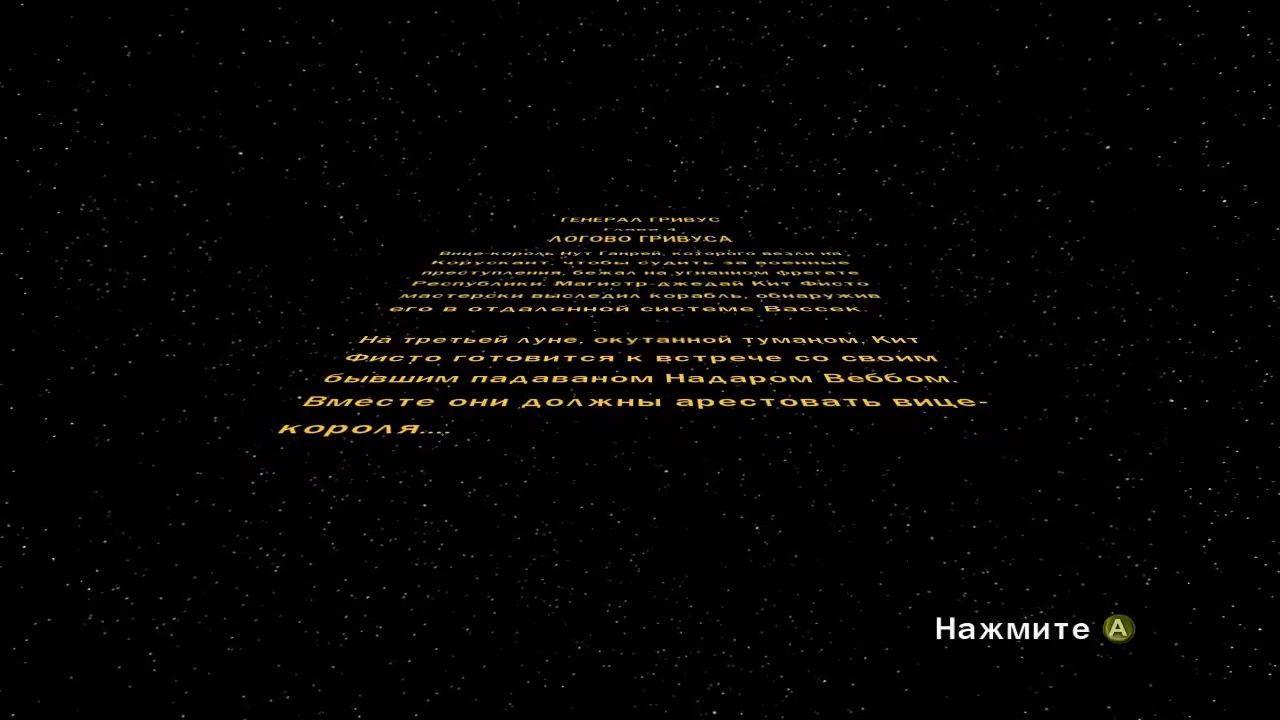 ГЕНЕРАЛ ГРИВУС
Глава 4
ЛОГОВО ГРИВУСА
Вице-король Нут Ганрей, которого везли на
Корускант, чтобы судить за военные
преступления, бежал на угнанном фрегате
Республики. Магистр-джедай Кит Фисто
мастерски выследил корабль, обнаружив
его в отдаленной системе Вассек.
На третьей луне, окутанной туманом, Кит
Фисто готовится к встрече со своим
бывшим падаваном Надаром Веббом.
Вместе они должны арестовать вице-
короля....
Нажмите A